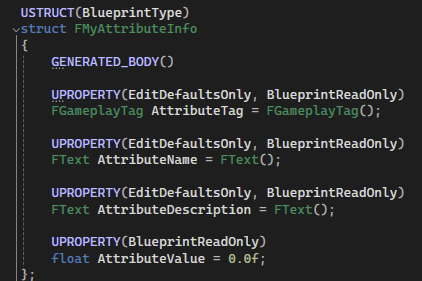 USTRUCT(BlueprintType)
struct FMyAttributeInfo
{
GENERATED_BODY()
UPROPERTY(EditDefaultsOnly, BlueprintReadOnly)
FGameplayTag AttributeTag = FGameplayTag();
UPROPERTY(EditDefaultsOnly, BlueprintReadOnly)
FText AttributeName = FText();
UPROPERTY(EditDefaultsOnly, BlueprintReadOnly)
FText AttributeDescription = FText();
UPROPERTY(BlueprintReadOnly)
float AttributeValue = 0.0f;
};